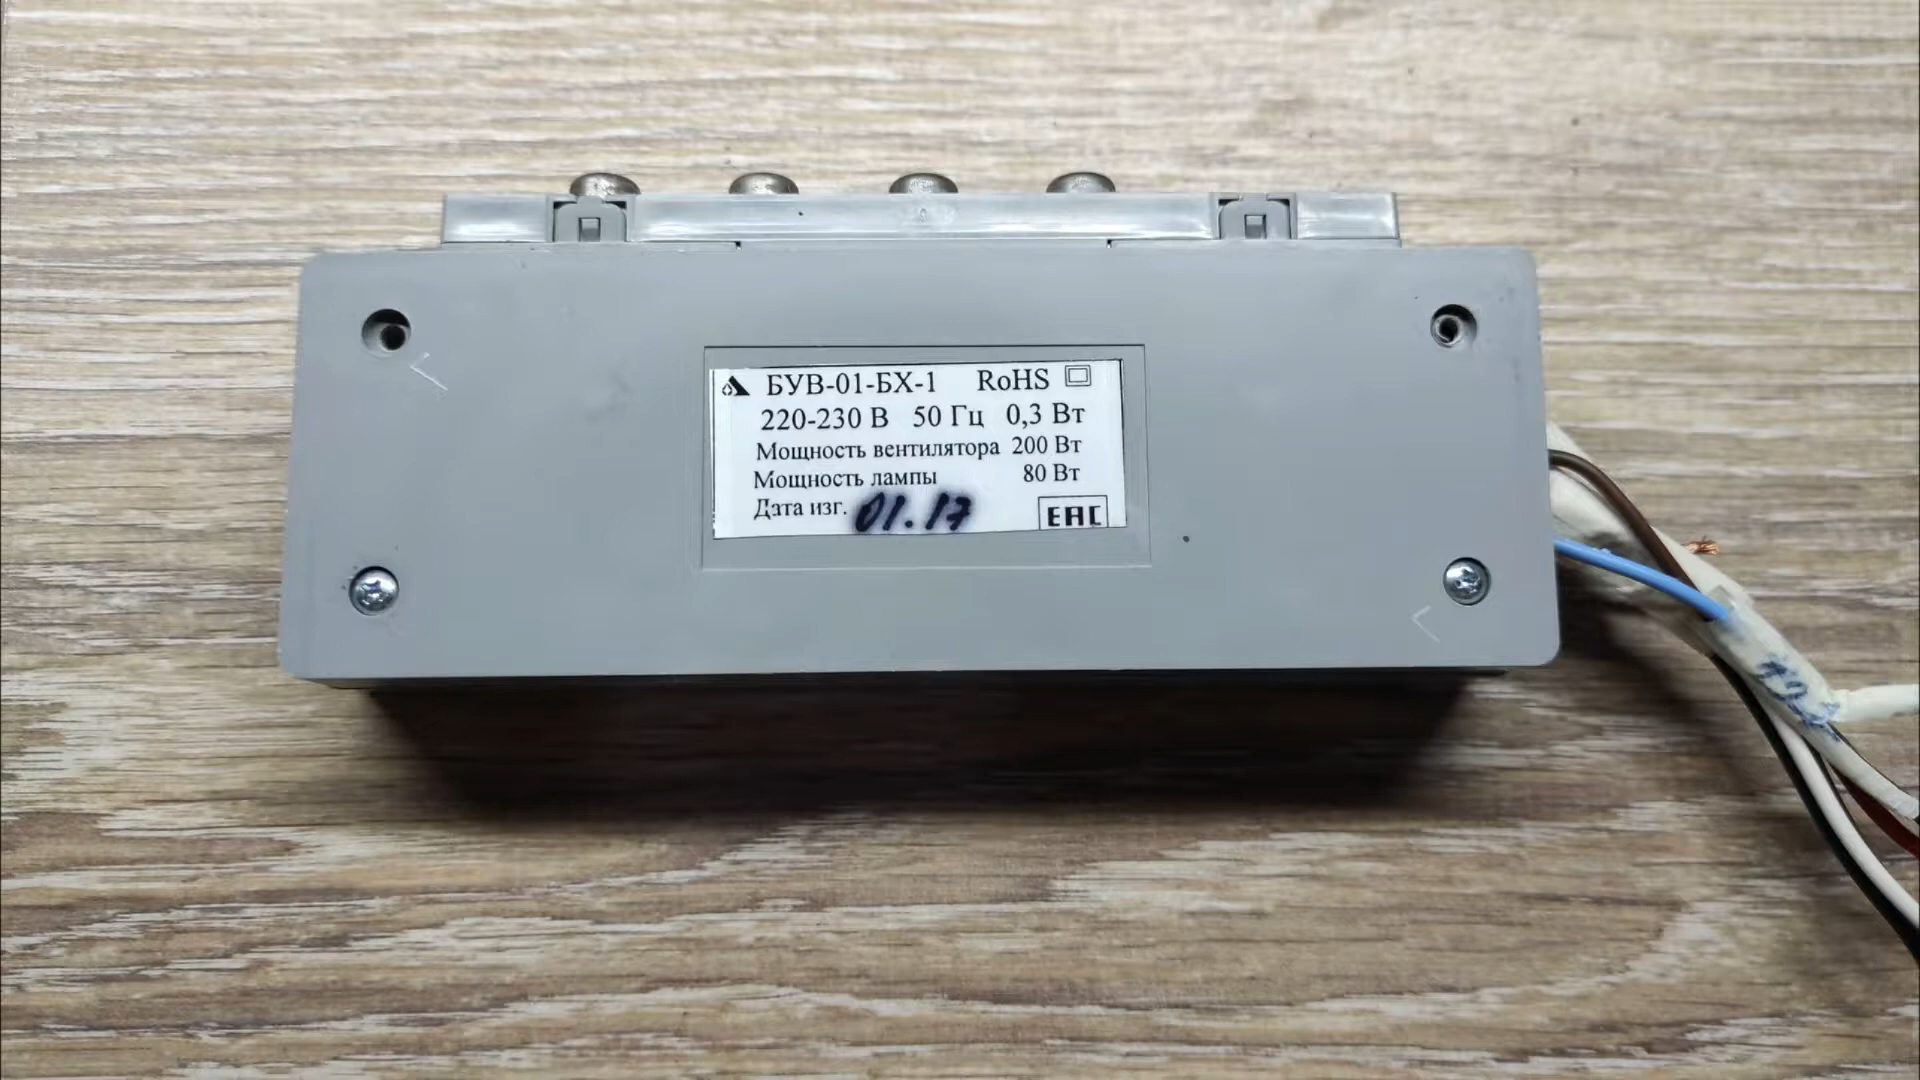 БУВ-01-БХ-1 RoHS
220-230 В 50 Гц 0,3 Вт
Мощность вентилятора 200 Вт
Мощность лампы 80 Вт
Дата изг. 01.17
EAC